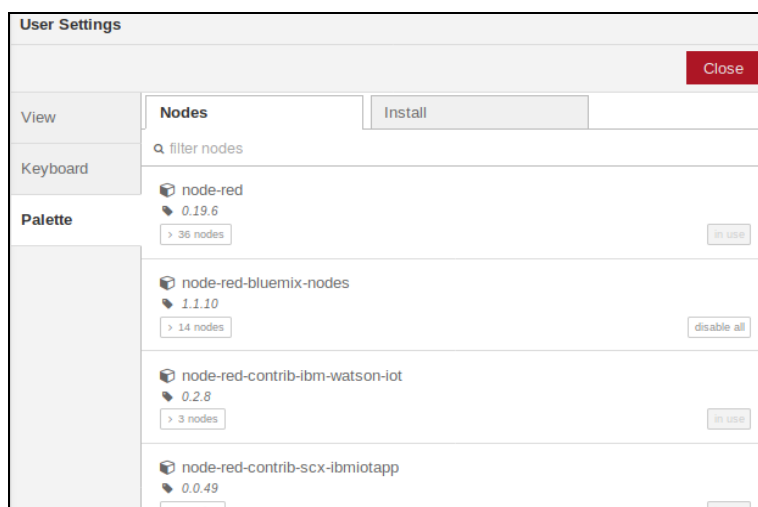 User Settings
Close
View
Keyboard
Palette
Nodes
Install
filter nodes
node-red
0.19.6
> 36 nodes
in use
node-red-bluemix-nodes
1.1.10
> 14 nodes
disable all
node-red-contrib-ibm-watson-iot
0.2.8
> 3 nodes
in use
node-red-contrib-scx-ibmiotapp
0.0.49